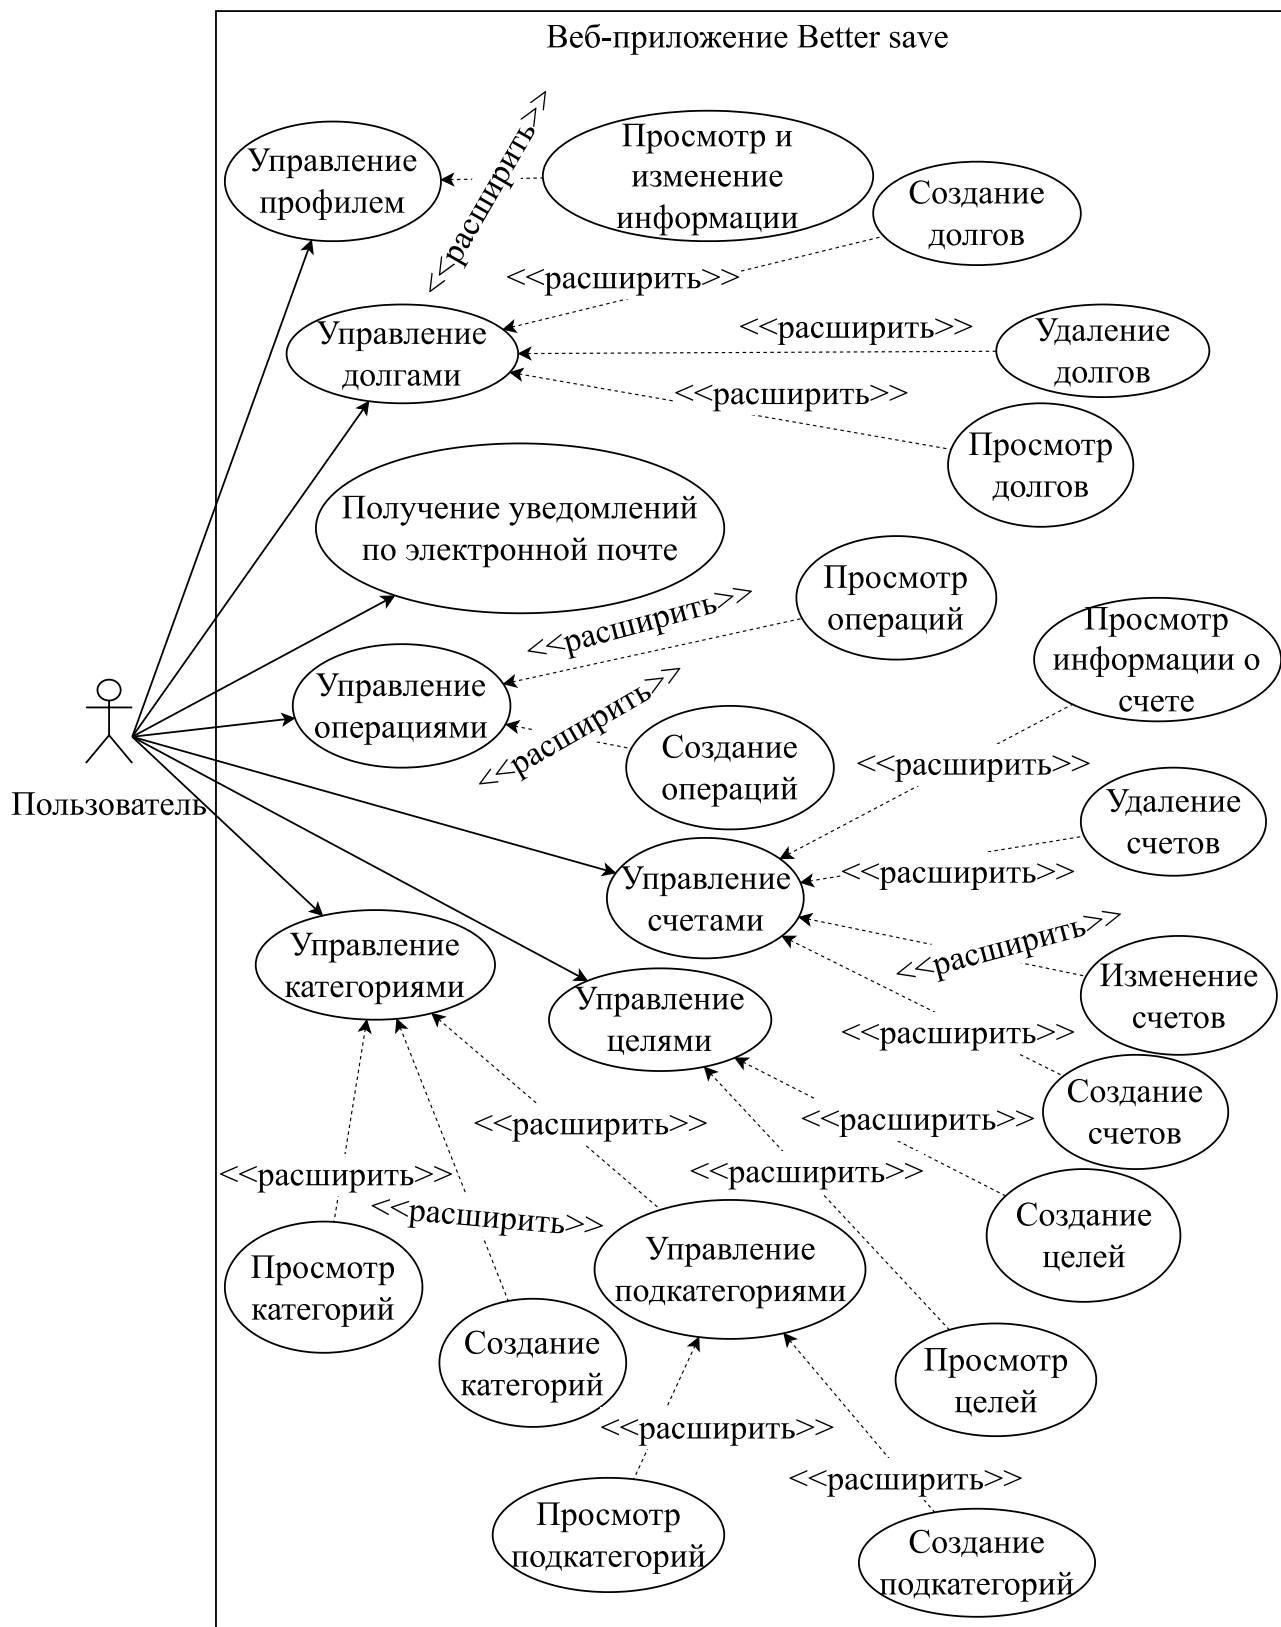 Веб-приложение Better save
Управление
профилем
<<расширить>>
Просмотр и
изменение
информации
Создание
долгов
<<расширить>>
Управление
долгами
<<расширить>>
Удаление
долгов
<<расширить>>
Просмотр
долгов
Получение уведомлений
по электронной почте
Просмотр
операций
<<расширить>>
Просмотр
информации о
счете
Управление
операциями
<<расширить>>
Создание
операций
<<расширить>>
Пользователь
Удаление
счетов
<<расширить>>
Управление
счетами
<<расширить>>
Управление
категориями
Изменение
счетов
Управление
целями
<<расширить>>
Создание
счетов
<<расширить>>
<<расширить>>
<<расширить>>
<<расширить>>
<<расширить>>
Создание
целей
Управление
подкатегориями
Просмотр
категорий
Создание
категорий
Просмотр
целей
<<расширить>>
<<расширить>>
Просмотр
подкатегорий
Создание
подкатегорий